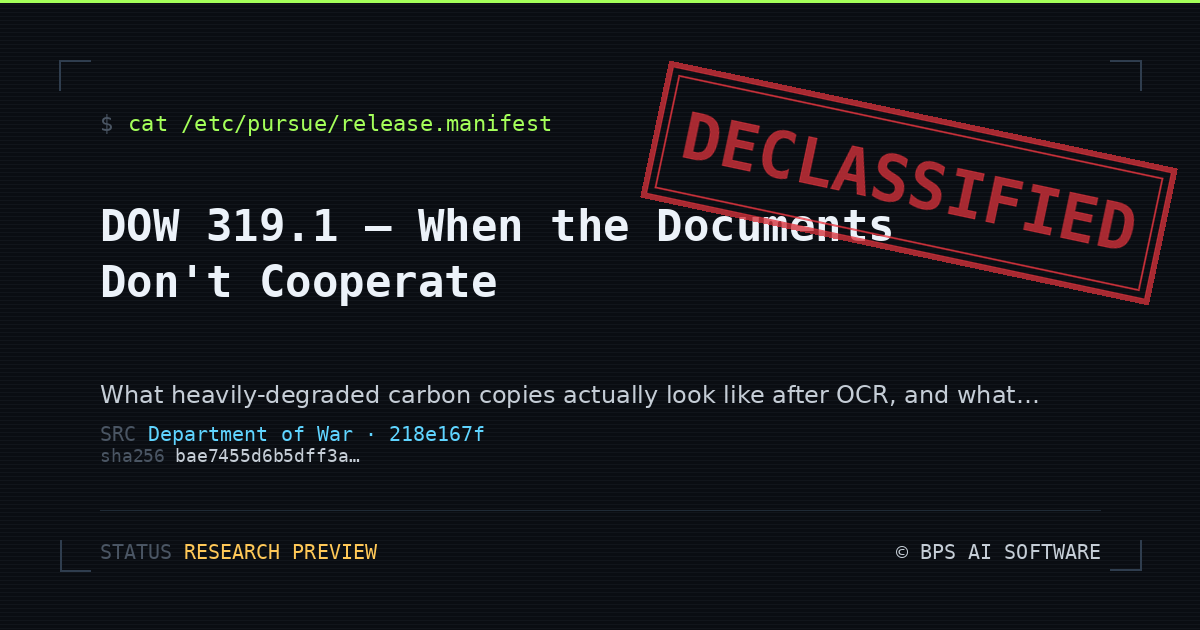 $ cat /etc/pursue/release.manifest
DECLASSIFIED
DOW 319.1 — When the Documents
Don't Cooperate
What heavily-degraded carbon copies actually look like after OCR, and what…
SRC Department of War · 218e167f
sha256 bae7455d6b5dff3a…
STATUS RESEARCH PREVIEW
© BPS AI SOFTWARE